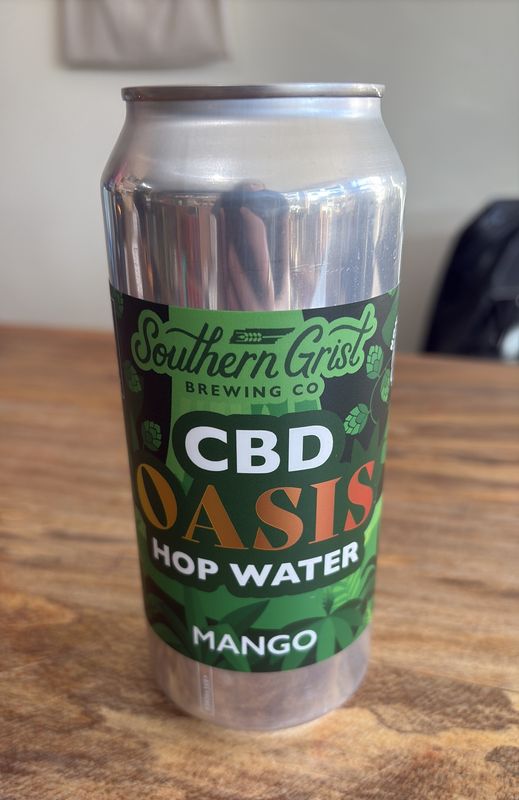 Southern Grist
BREWING CO
CBD
OASIS
HOP WATER
MANGO